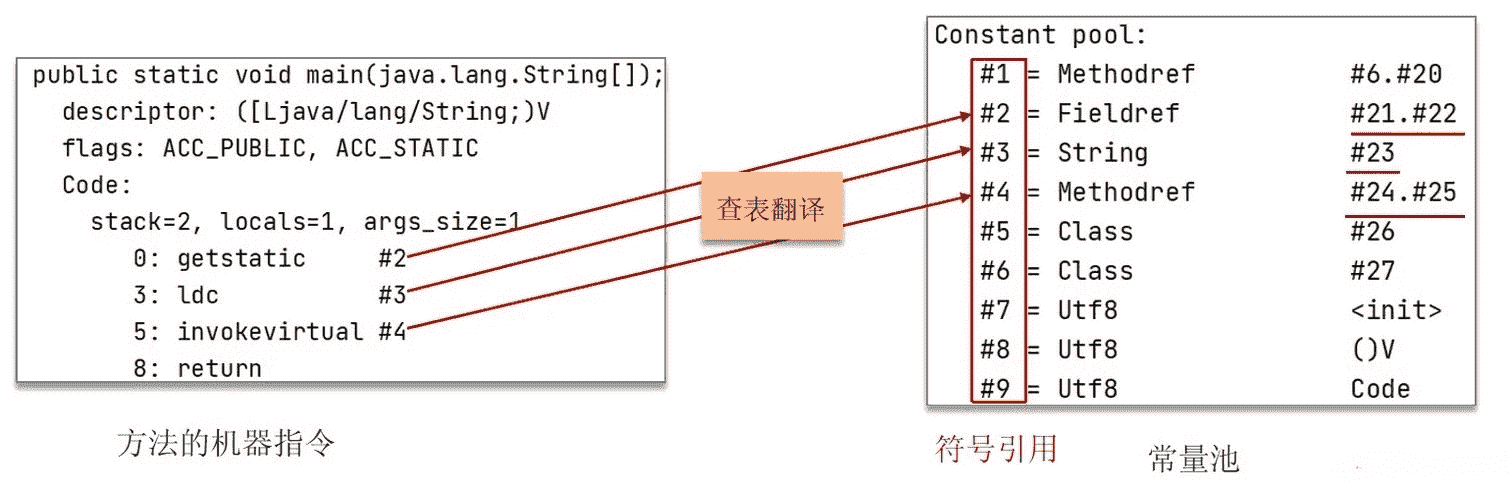 public static void main(java.lang.String[]);
descriptor: ([Ljava/lang/String;)V
flags: ACC_PUBLIC, ACC_STATIC
Code:
stack=2, locals=1, args_size=1
0: getstatic #2
3: ldc #3
5: invokevirtual #4
8: return
方法的机器指令
查表翻译
Constant pool:
#1 = Methodref #6.#20
#2 = Fieldref #21.#22
#3 = String #23
#4 = Methodref #24.#25
#5 = Class #26
#6 = Class #27
#7 = Utf8 <init>
#8 = Utf8 ()V
#9 = Utf8 Code
符号引用
常量池